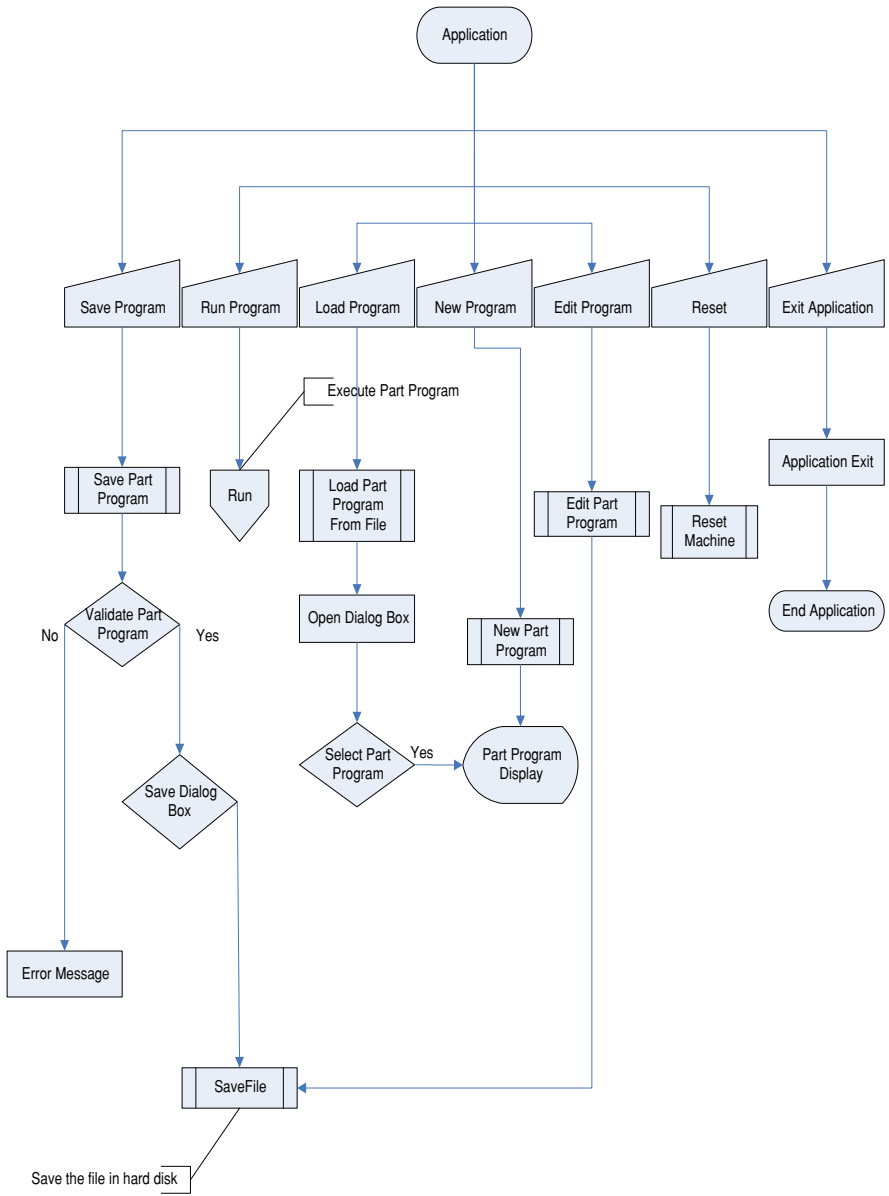 Application
Save Program
Run Program
Load Program
New Program
Edit Program
Reset
Exit Application
Execute Part Program
Save Part
Program
Run
Load Part
Program
From File
Edit Part
Program
Reset
Machine
Application Exit
Validate Part
Program
No
Yes
Open Dialog Box
New Part
Program
End Application
Select Part
Program
Yes
Part Program
Display
Save Dialog
Box
Error Message
SaveFile
Save the file in hard disk